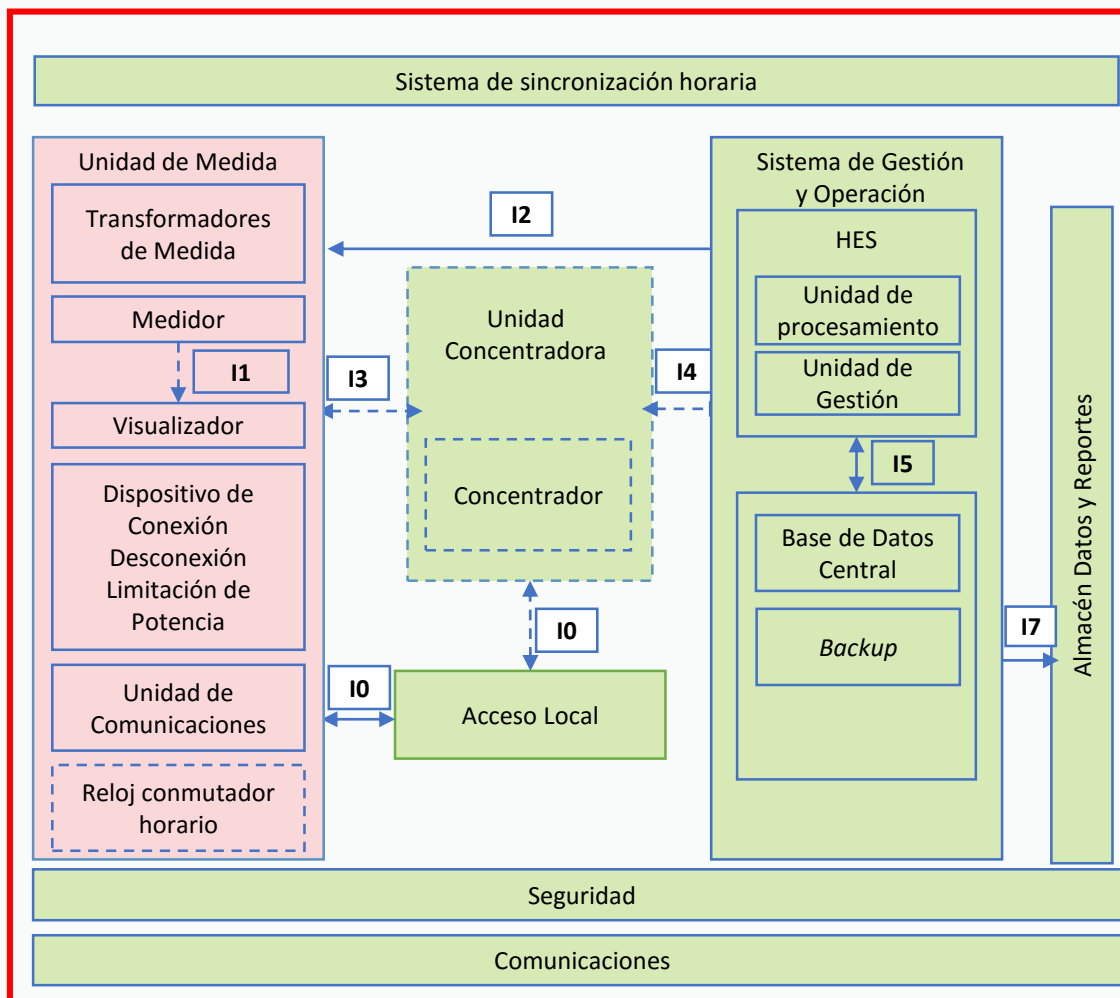 Sistema de sincronización horaria
Unidad de Medida
Transformadores
de Medida
Medidor
I1
Visualizador
Dispositivo de
Conexión
Desconexión
Limitación de
Potencia
Unidad de
Comunicaciones
Reloj conmutador
horario
I2
I3
Unidad
Concentradora
Concentrador
I4
I0
I0
Acceso Local
Sistema de Gestión
y Operación
HES
Unidad de
procesamiento
Unidad de
Gestión
I5
Base de Datos
Central
Backup
I7
Almacén Datos y Reportes
Seguridad
Comunicaciones